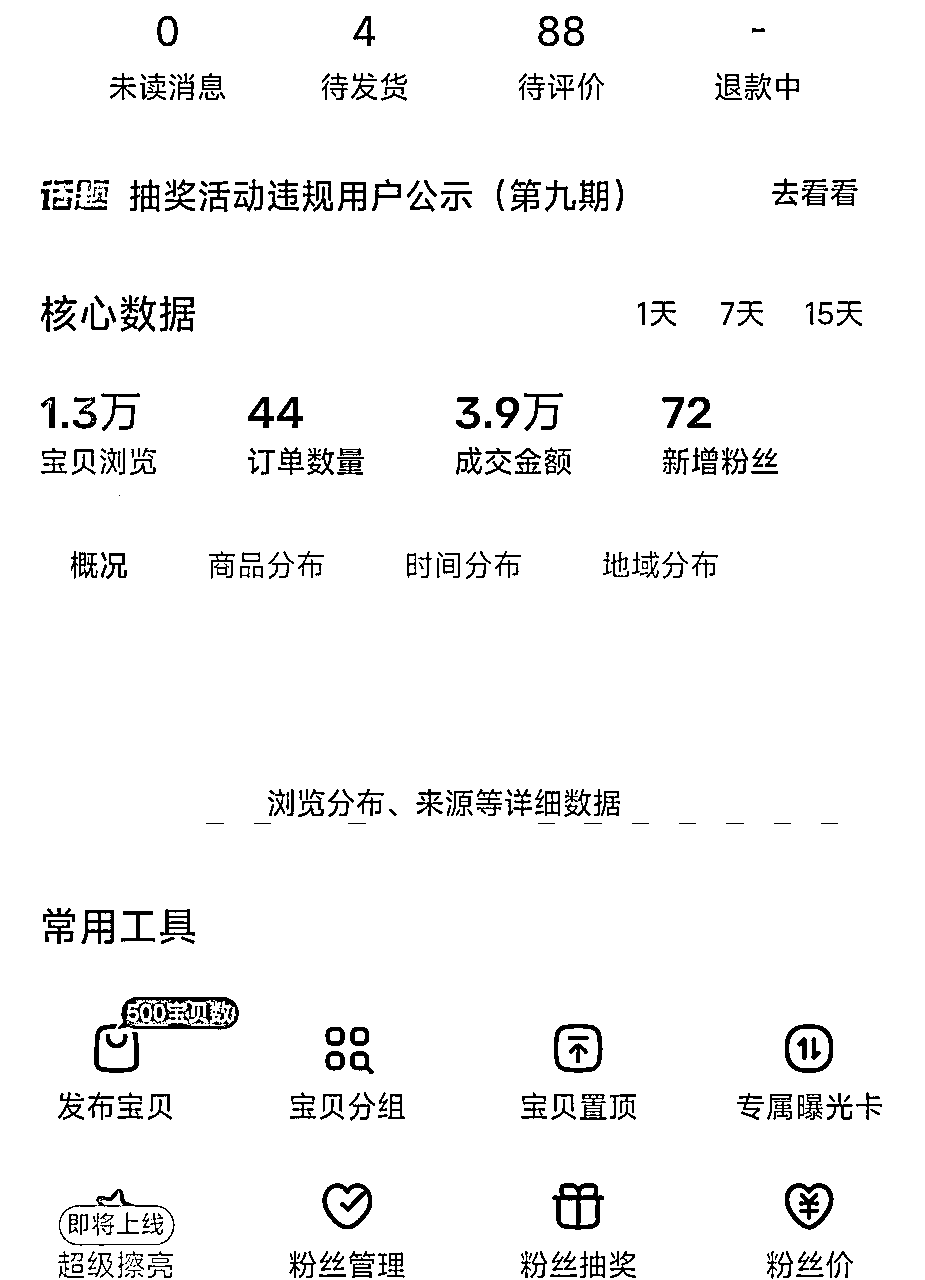 0 4 88 -
未读消息 待发货 待评价 退款中
话题 抽奖活动违规用户公示（第九期） 去看看
核心数据 1天 7天 15天
1.3万 44 3.9万 72
宝贝浏览 订单数量 成交金额 新增粉丝
概况 商品分布 时间分布 地域分布
浏览分布、来源等详细数据
常用工具
500宝贝数
发布宝贝 宝贝分组 宝贝置顶 专属曝光卡
即将上线
超级擦亮 粉丝管理 粉丝抽奖 粉丝价